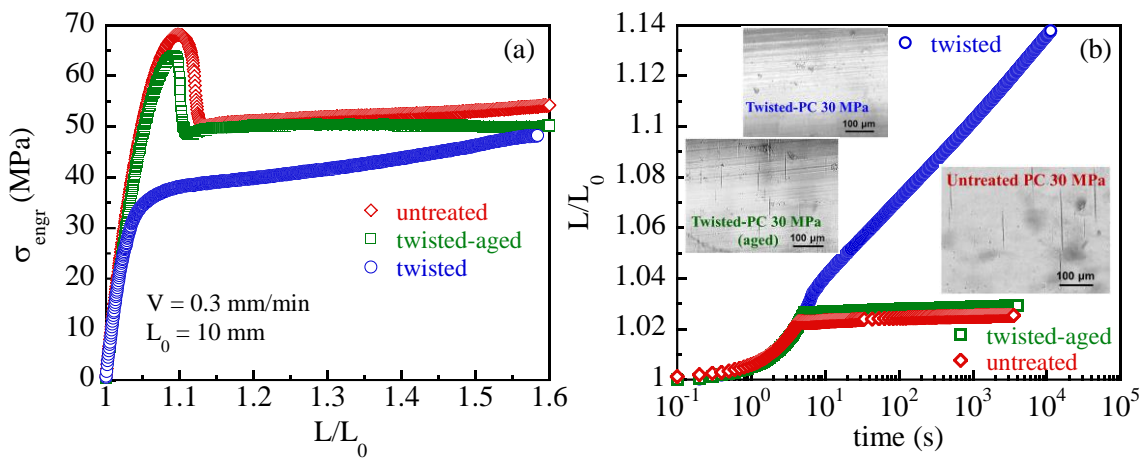 70
60
50
40
30
20
10
0
σengr (MPa)
(a)
untreated
twisted-aged
twisted
V = 0.3 mm/min
L0 = 10 mm
1 1.1 1.2 1.3 1.4 1.5 1.6
L/L0
1.14
1.12
1.1
1.08
1.06
1.04
1.02
1
L/L0
twisted
(b)
Twisted-PC 30 MPa
100 µm
Twisted-PC 30 MPa
(aged)
100 µm
Untreated PC 30 MPa
100 µm
twisted-aged
untreated
10-1 100 101 102 103 104 105
time (s)